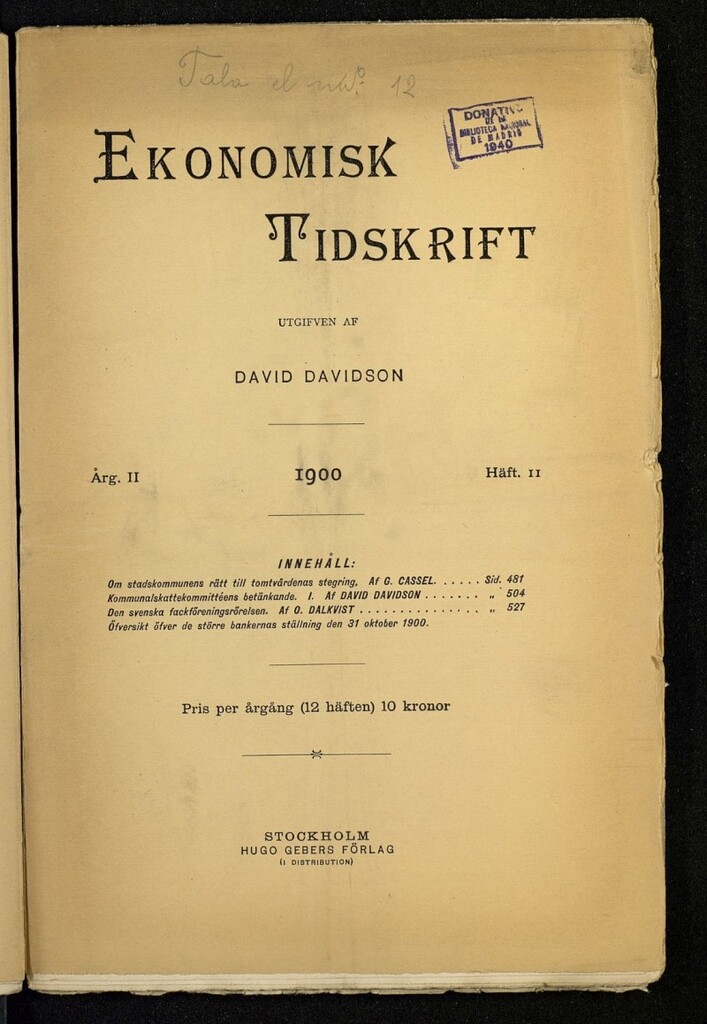 12
DONATIVO
DE LA
BIBLIOTECA NACIONAL
DE MADRID
1940
EKONOMISK
TIDSKRIFT
UTGIFVEN AF
DAVID DAVIDSON
Årg. II 1900 Häft. 11
INNEHÅLL:
Om stadskommunens rätt till tomtvärdenas stegring. Af G. CASSEL. . . . . . Sid. 481
Kommunalskattekommittéens betänkande. I. Af DAVID DAVIDSON . . . . . . . „ 504
Den svenska fackföreningsrörelsen. Af O. DALKVIST . . . . . . . . . . . . . . . „ 527
Öfversikt öfver de större bankernas ställning den 31 oktober 1900.
Pris per årgång (12 häften) 10 kronor
STOCKHOLM
HUGO GEBERS FÖRLAG
(I DISTRIBUTION)